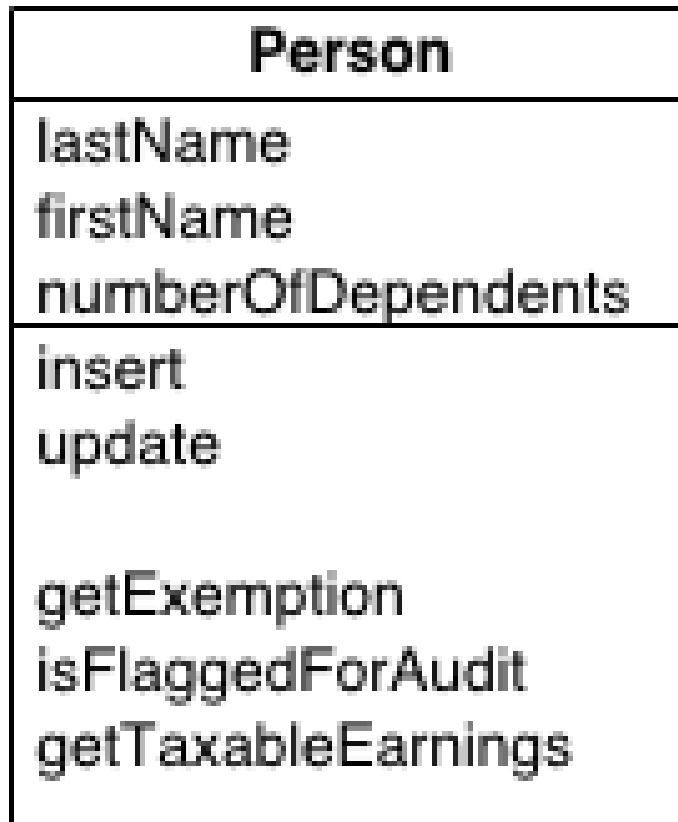 Person
lastName
firstName
numberOfDependents
insert
update
getExemption
isFlaggedForAudit
getTaxableEarnings